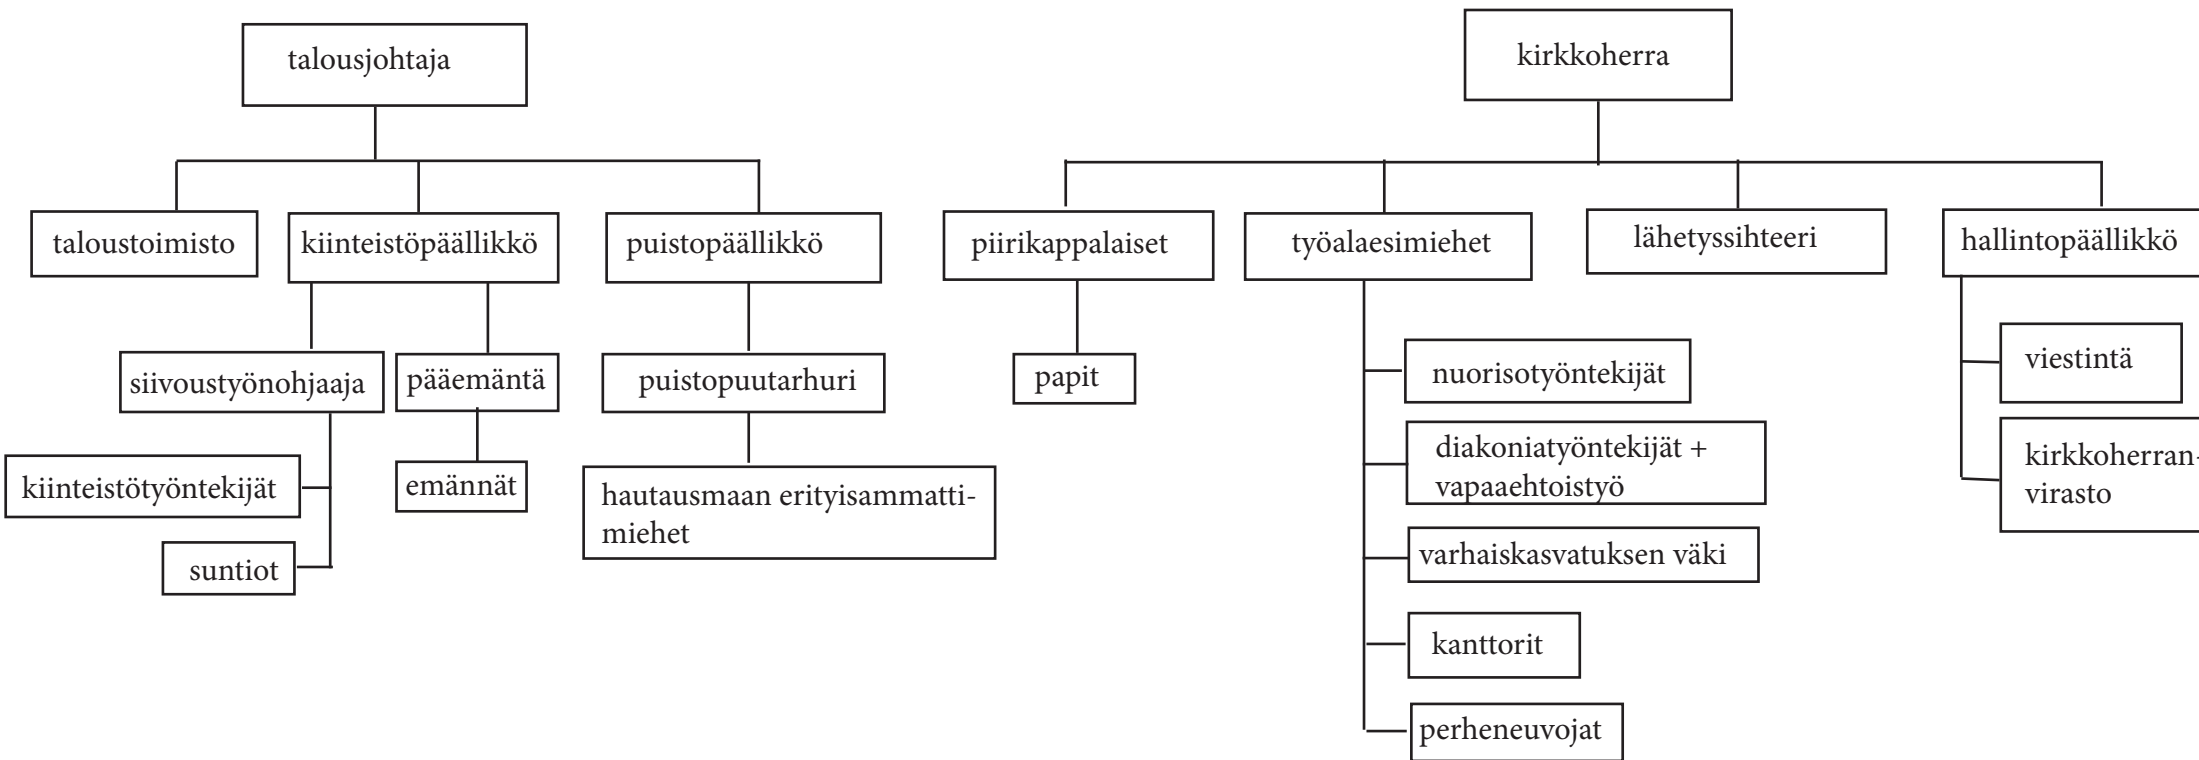 talousjohtaja
kirkkoherra
taloustoimisto
kiinteistöpäällikkö
puistopäällikkö
piirikappalaiset
työalaesimiehet
lähetyssihteeri
hallintopäällikkö
siivoustyönohjaaja
pääemäntä
puistopuutarhuri
papit
nuorisotyöntekijät
viestintä
kiinteistötyöntekijät
emännät
hautausmaan erityisammatti-
miehet
diakoniatyöntekijät +
vapaaehtoistyö
kirkkoherran-
virasto
suntiot
varhaiskasvatuksen väki
kanttorit
perheneuvojat